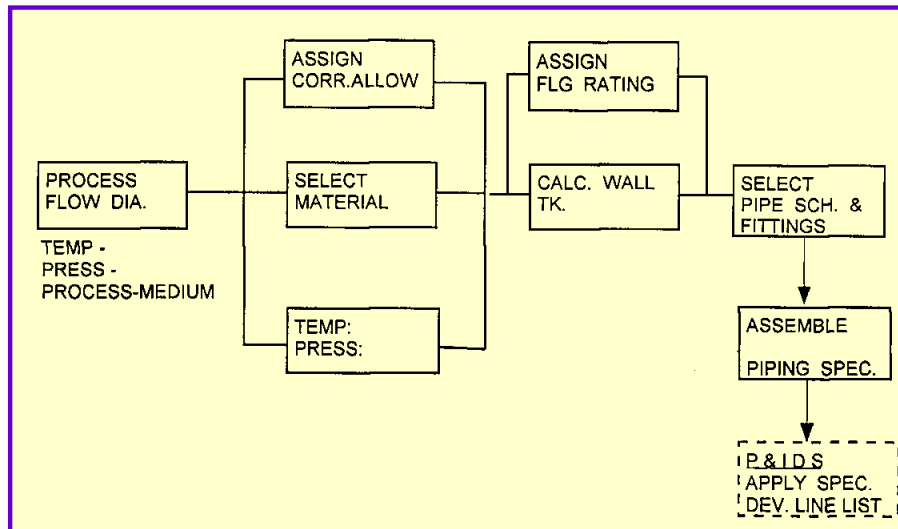 ASSIGN
CORR.ALLOW
ASSIGN
FLG RATING
PROCESS
FLOW DIA.
TEMP -
PRESS -
PROCESS-MEDIUM
SELECT
MATERIAL
CALC. WALL
TK.
SELECT
PIPE SCH. &
FITTINGS
TEMP:
PRESS:
ASSEMBLE
PIPING SPEC.
P & I D S
APPLY SPEC.
DEV. LINE LIST